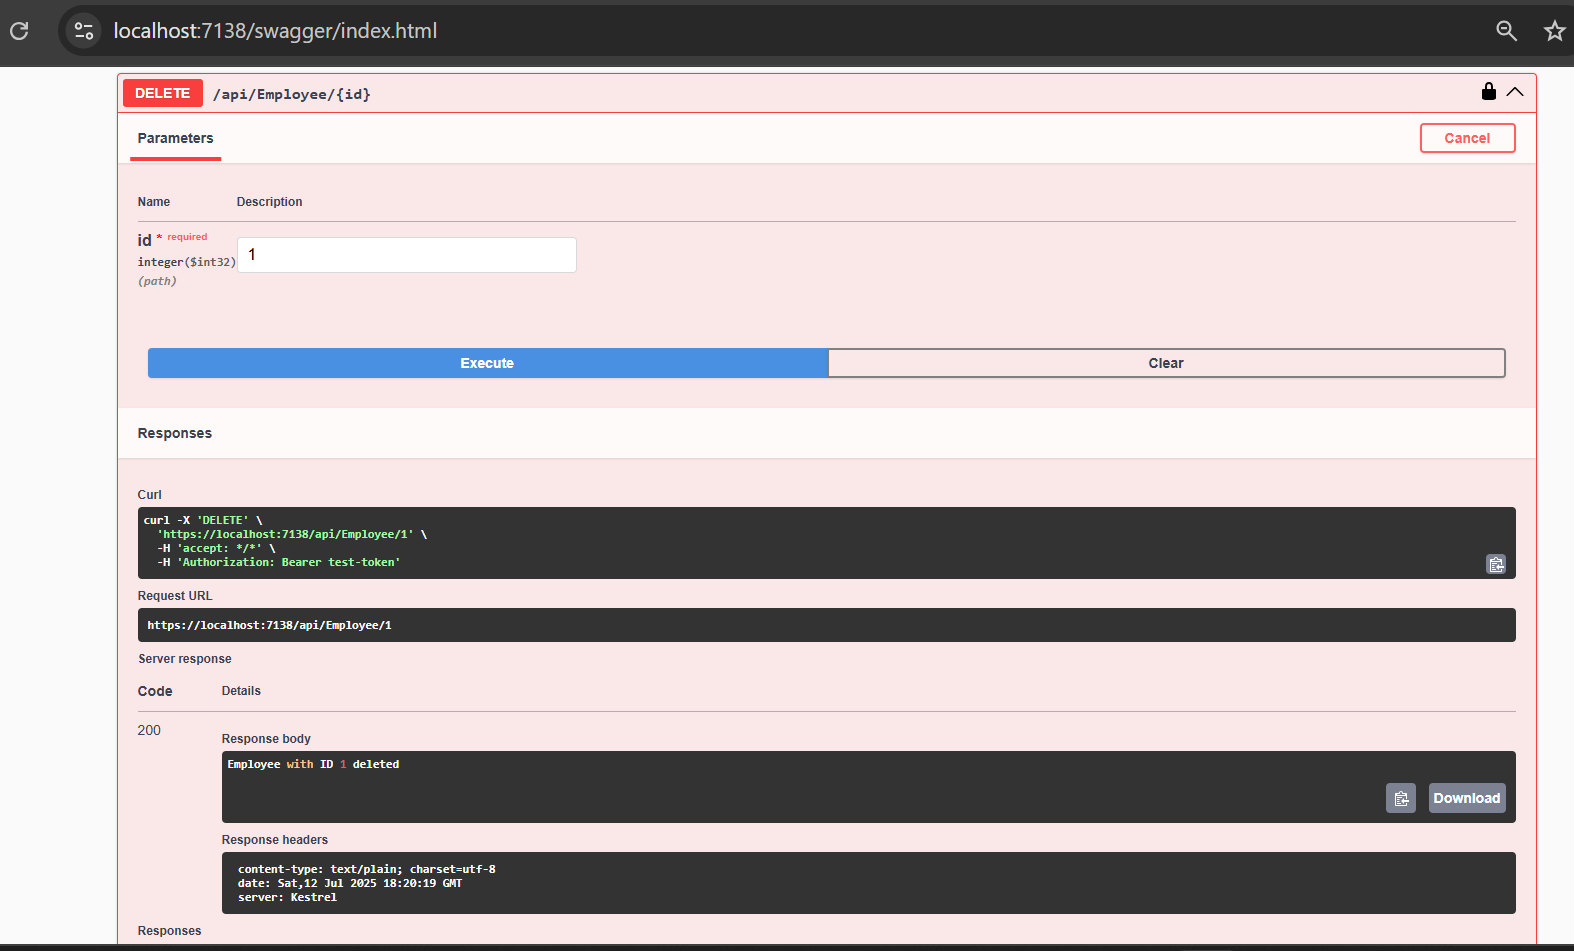 localhost:7138/swagger/index.html
DELETE /api/Employee/{id}
Parameters
Cancel
Name Description
id * required
integer($int32)
(path)
1
Execute Clear
Responses
Curl
curl -X 'DELETE' \
'https://localhost:7138/api/Employee/1' \
-H 'accept: */*' \
-H 'Authorization: Bearer test-token'
Request URL
https://localhost:7138/api/Employee/1
Server response
Code Details
200
Response body
Employee with ID 1 deleted
Download
Response headers
content-type: text/plain; charset=utf-8
date: Sat,12 Jul 2025 18:20:19 GMT
server: Kestrel
Responses